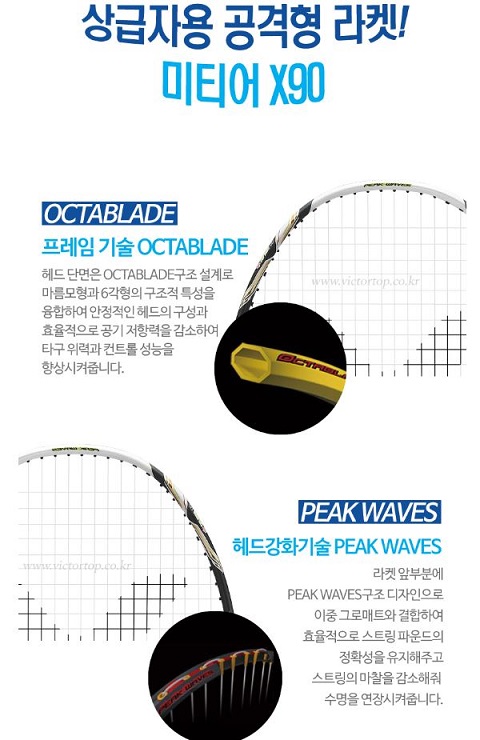 상급자용 공격형 라켓!
미티어 X90
PEAK WAVES
OCTABLADE
프레임 기술 OCTABLADE
헤드 단면은 OCTABLADE구조 설계로
마름모형과 6각형의 구조적 특성을
융합하여 안정적인 헤드의 구성과
효율적으로 공기 저항력을 감소하여
타구 위력과 컨트롤 성능을
향상시켜줍니다.
www.victortop.co.kr
OCTABLA
PEAK WAVES
헤드강화기술 PEAK WAVES
www.victortop.co.kr
라켓 앞부분에
PEAK WAVES구조 디자인으로
이중 그로매트와 결합하여
효율적으로 스트링 파운드의
정확성을 유지해주고
스트링의 마찰을 감소해줘
수명을 연장시켜줍니다.
PEAK WAVES